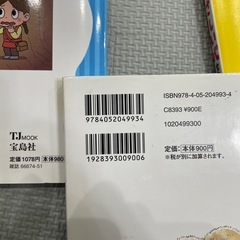 TJ MOOK
宝島社
定価 1078円 本体980
雑誌 66874-51
9784052049934
1928393009006
ISBN978-4-05-204993-4
C8393 ¥900E
1020499300
定価:本体900円
※税が別に加算されます。